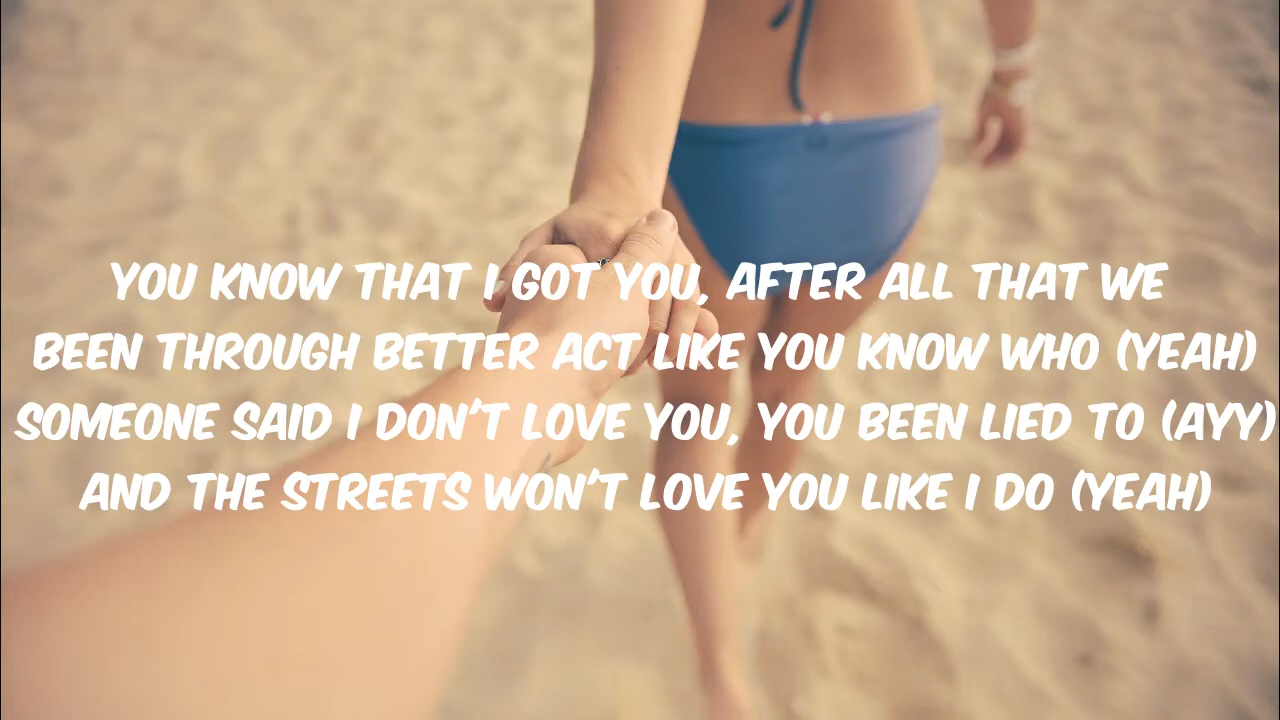 YOU KNOW THAT I GOT YOU, AFTER ALL THAT WE
BEEN THROUGH BETTER ACT LIKE YOU KNOW WHO (YEAH)
SOMEONE SAID I DON'T LOVE YOU, YOU BEEN LIED TO (AYY)
AND THE STREETS WON'T LOVE YOU LIKE I DO (YEAH)